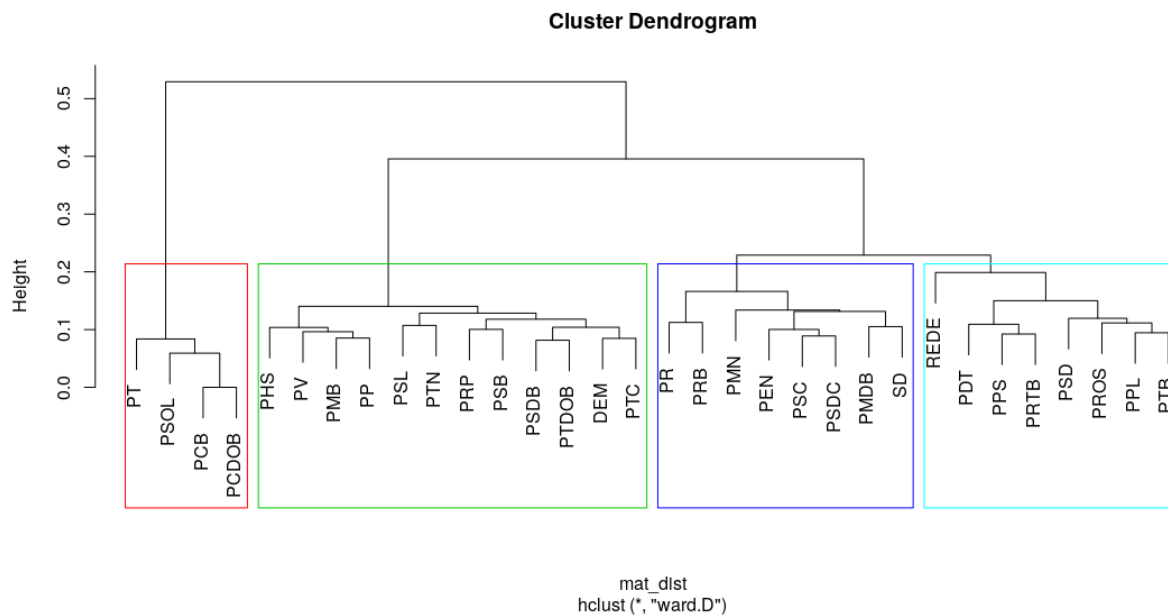 Cluster Dendrogram
Height
0.5
0.4
0.3
0.2
0.1
0.0
PT
PSOL
PCB
PCDOB
PHS
PV
PMB
PP
PSL
PTN
PRP
PSB
PSDB
PTDOB
DEM
PTC
PR
PRB
PMN
PEN
PSC
PSDC
PMDB
SD
REDE
PDT
PPS
PRTB
PSD
PROS
PPL
PTB
mat_dist
hclust (*, "ward.D")